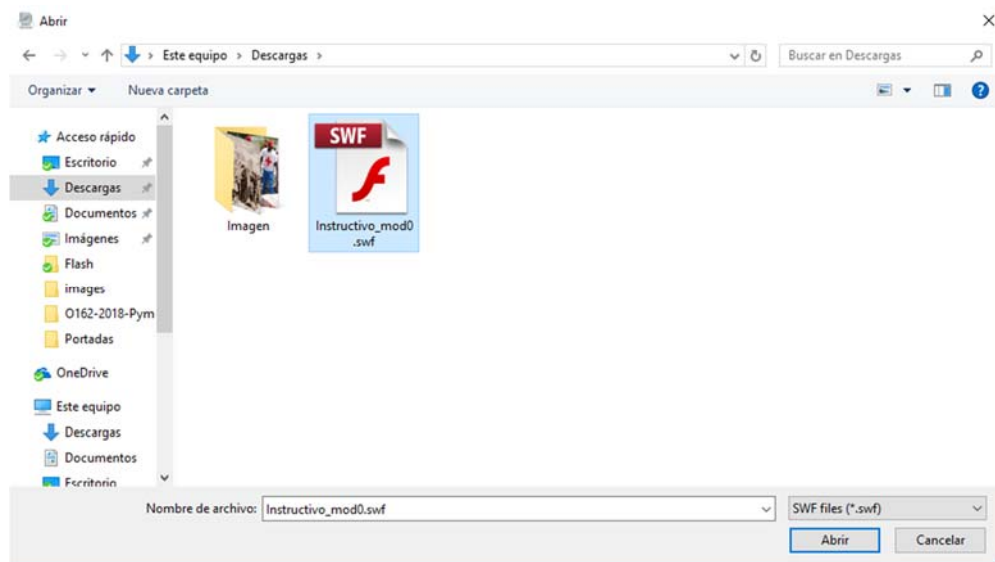 Abrir
Este equipo > Descargas >
Buscar en Descargas
Organizar
Nueva carpeta
Acceso rápido
Escritorio
Descargas
Documentos
Imágenes
Flash
images
O162-2018-Pym
Portadas
OneDrive
Este equipo
Descargas
Documentos
Escritorio
Imagen
SWF
Instructivo_mod0
.swf
Nombre de archivo: Instructivo_mod0.swf
SWF files (*.swf)
Abrir
Cancelar